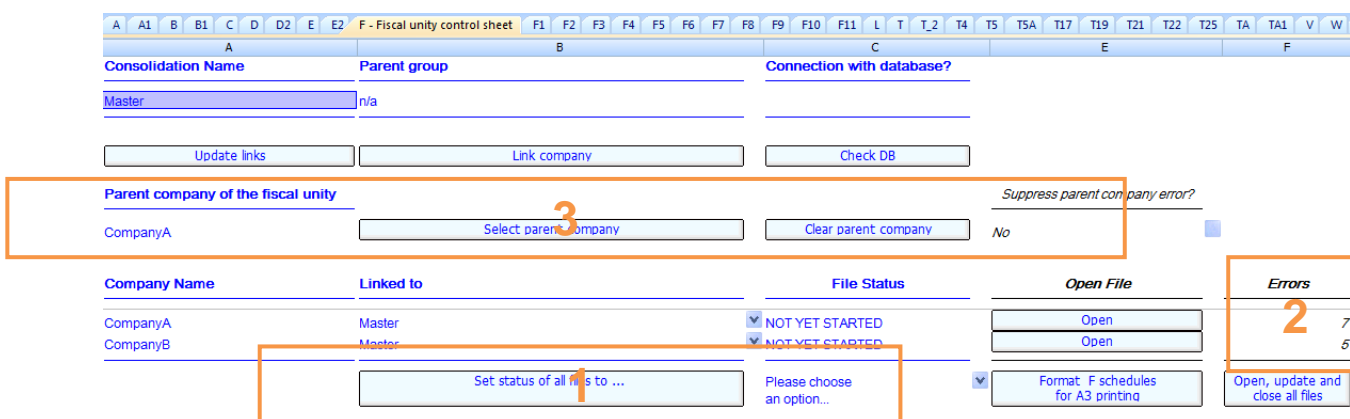 A A1 B B1 C D D2 E E2 F - Fiscal unity control sheet F1 F2 F3 F4 F5 F6 F7 F8 F9 F10 F11 L T T_2 T4 T5 T5A T17 T19 T21 T22 T25 TA TA1 V W
A B C E F
Consolidation Name Parent group Connection with database?
Master n/a
Update links Link company Check DB
Parent company of the fiscal unity Suppress parent company error?
3
CompanyA Select parent company Clear parent company No
Company Name Linked to File Status Open File Errors
2
CompanyA Master NOT YET STARTED Open 7
CompanyB Master NOT YET STARTED Open 5
1
Set status of all files to ... Please choose an option... Format F schedules for A3 printing Open, update and close all files